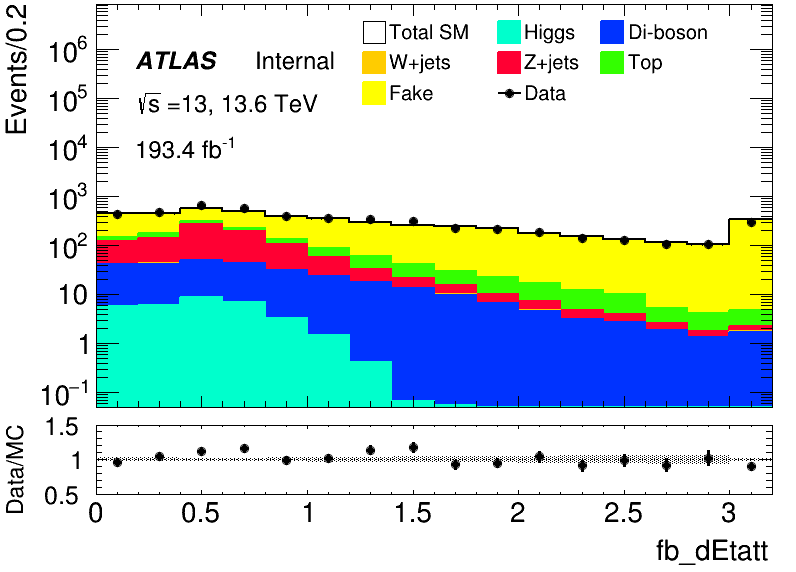 Events/0.2
10⁶
10⁵
10⁴
10³
10²
10
1
10⁻¹
ATLAS Internal
√s =13, 13.6 TeV
193.4 fb⁻¹
Total SM Higgs Di-boson
W+jets Z+jets Top
Fake Data
Data/MC
1.5
1
0.5
0 0.5 1 1.5 2 2.5 3
fb_dEtatt